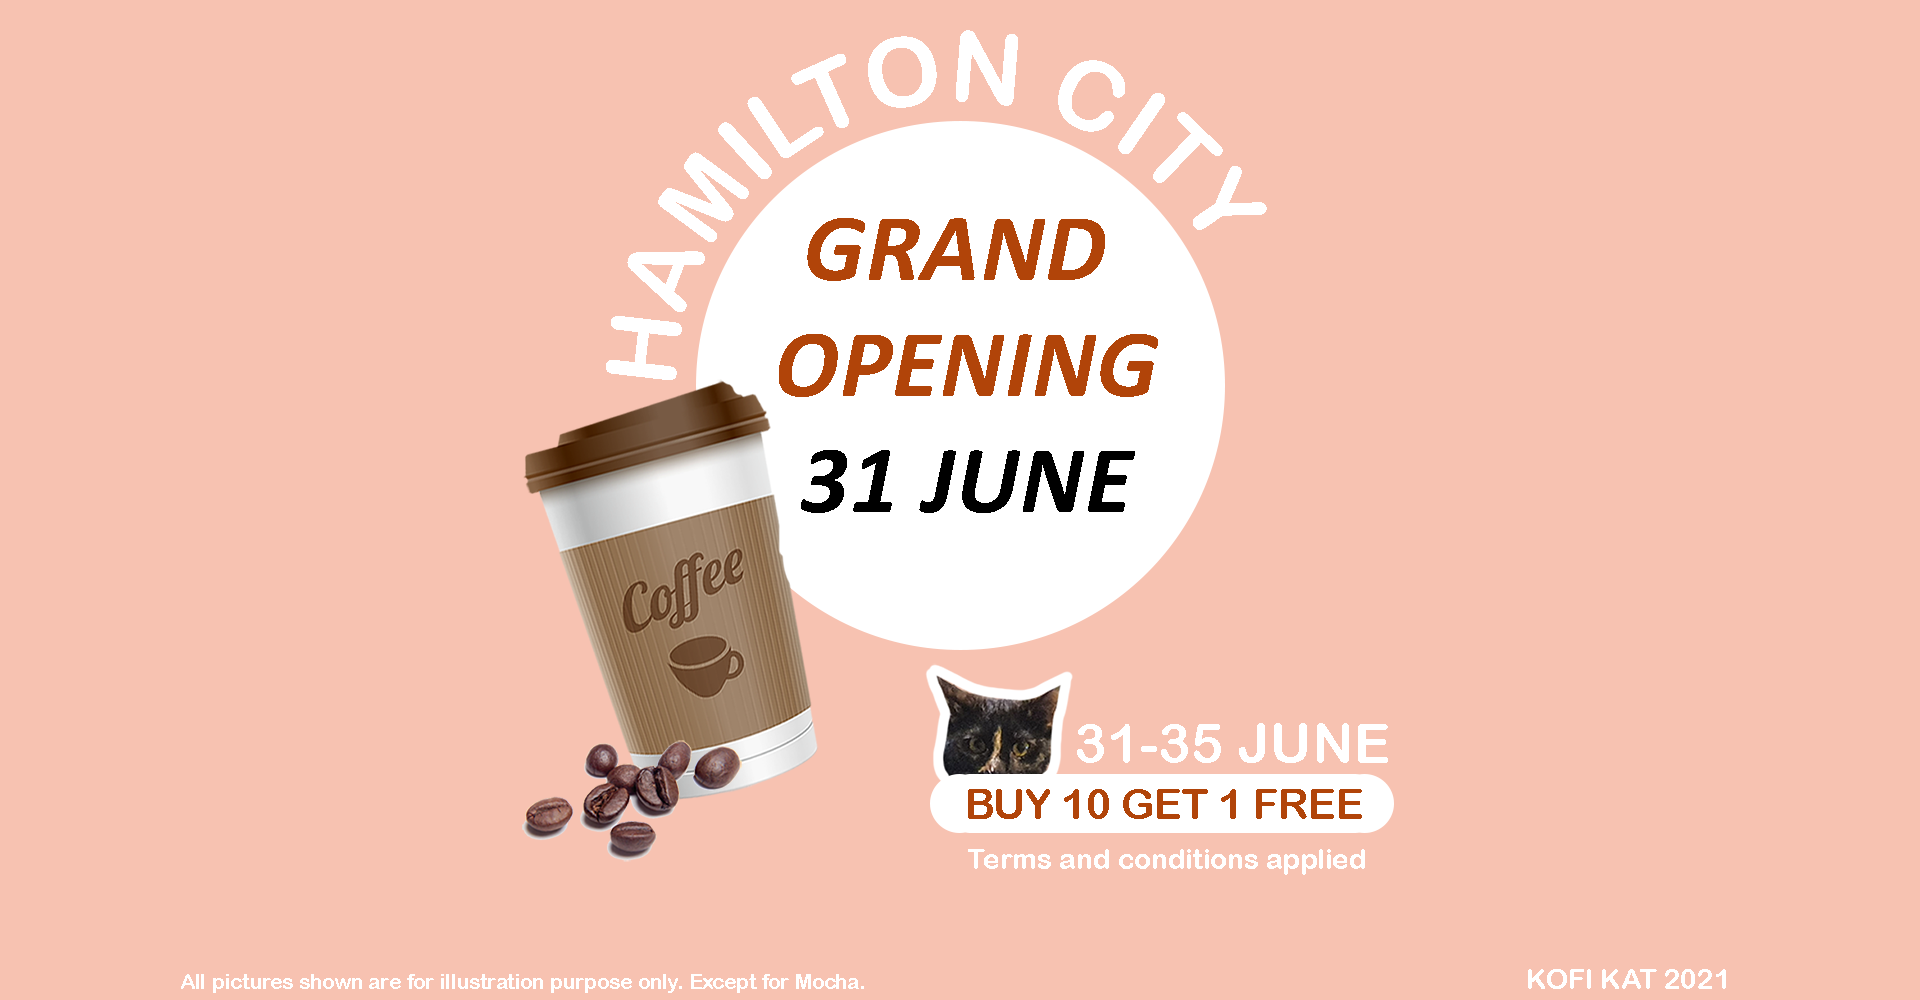 HAMILTON CITY
GRAND
OPENING
31 JUNE
Coffee
31-35 JUNE
BUY 10 GET 1 FREE
Terms and conditions applied
All pictures shown are for illustration purpose only. Except for Mocha.
KOFI KAT 2021